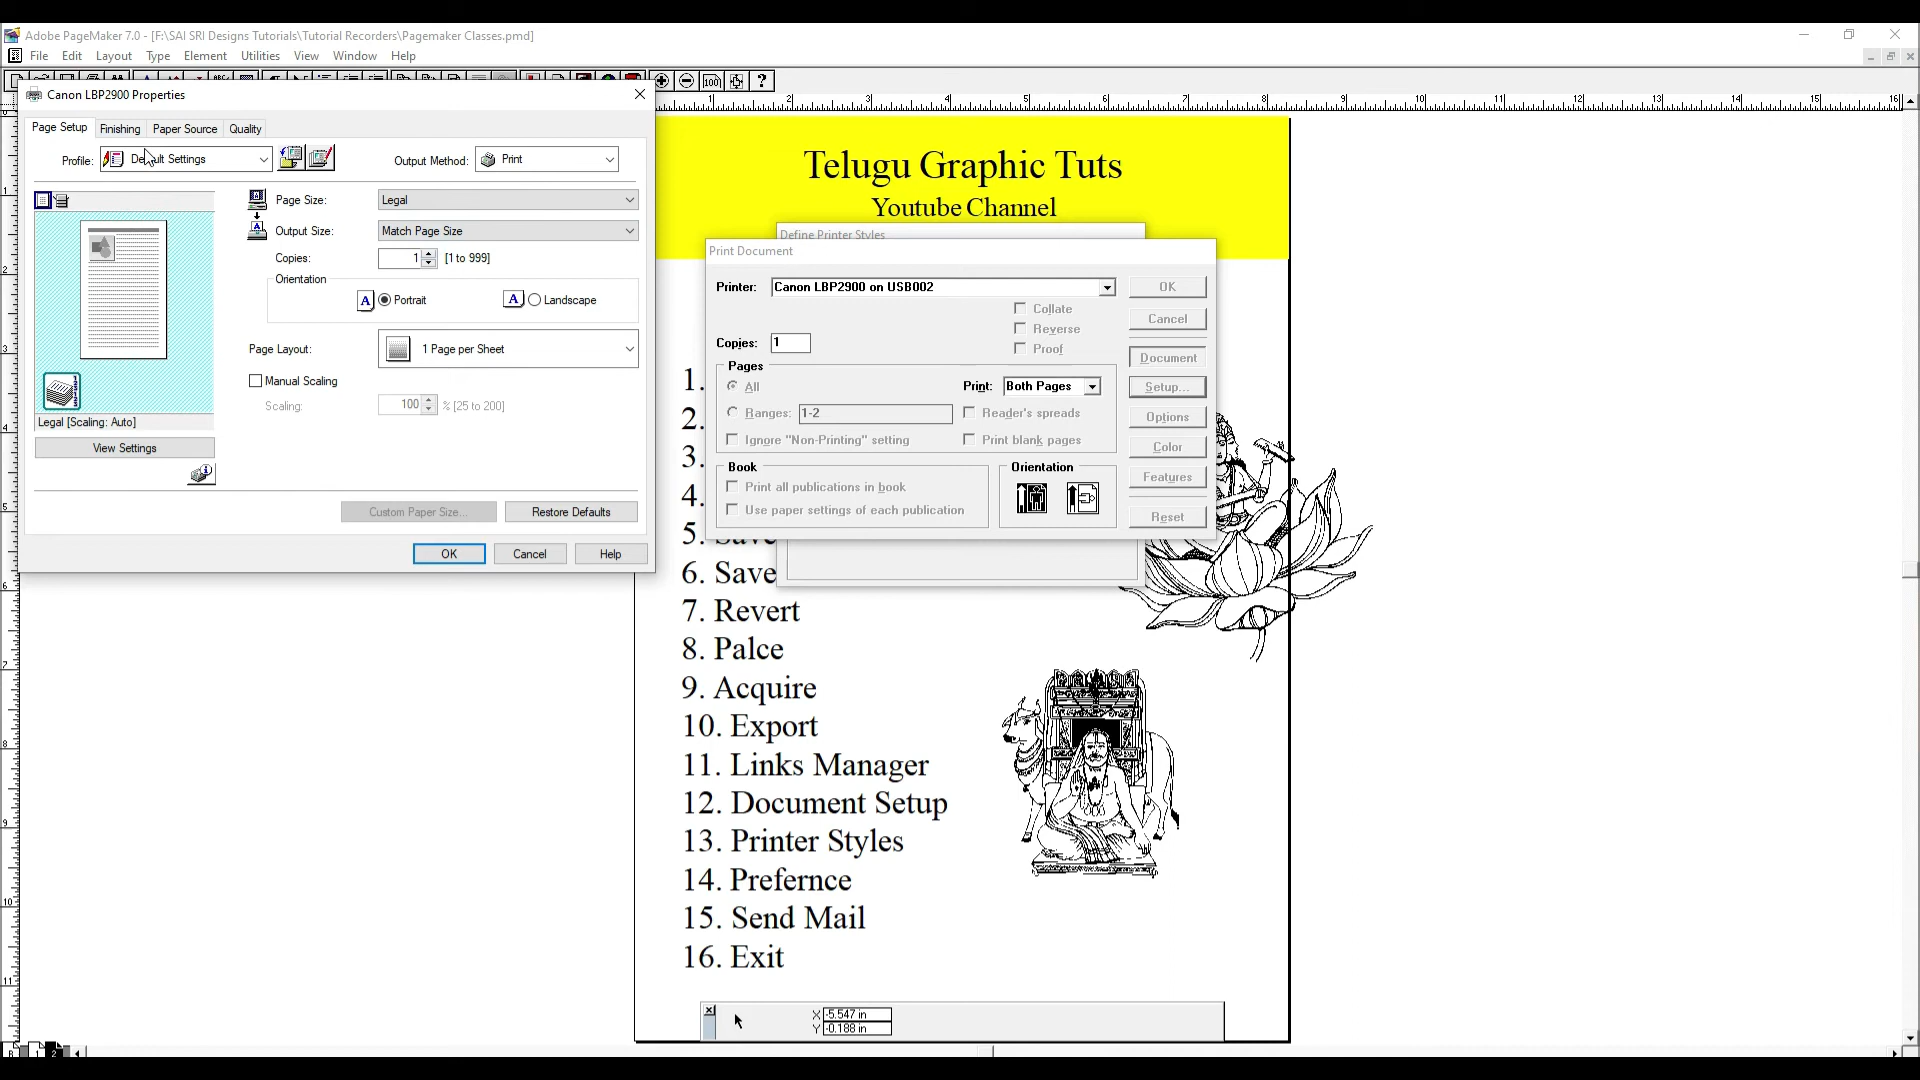 Adobe PageMaker 7.0 - [F:\SAI SRI Designs Tutorials\Tutorial Recorders\Pagemaker Classes.pmd]
File Edit Layout Type Element Utilities View Window Help
Canon LBP2900 Properties
Page Setup Finishing Paper Source Quality
Profile: Default Settings Output Method: Print
Page Size: Legal
Output Size: Match Page Size
Copies: 1 [1 to 999]
Orientation
A Portrait A Landscape
Page Layout: 1 Page per Sheet
Manual Scaling
Scaling: 100 % [25 to 200]
Legal [Scaling: Auto]
View Settings
Custom Paper Size... Restore Defaults
OK Cancel Help
Telugu Graphic Tuts
Youtube Channel
Define Printer Styles
Print Document
Printer: Canon LBP2900 on USB002 OK
Collate
Cancel
Reverse
Copies: 1 Proof
Document
Pages
All Print: Both Pages Setup...
Ranges: 1-2 Reader's spreads Options
Ignore "Non-Printing" setting Print blank pages Color
Book Orientation
Features
Print all publications in book
Use paper settings of each publication Reset
1.
2.
3.
4.
5. Save
6. Save
7. Revert
8. Palce
9. Acquire
10. Export
11. Links Manager
12. Document Setup
13. Printer Styles
14. Prefernce
15. Send Mail
16. Exit
X -5.547 in
Y -0.188 in